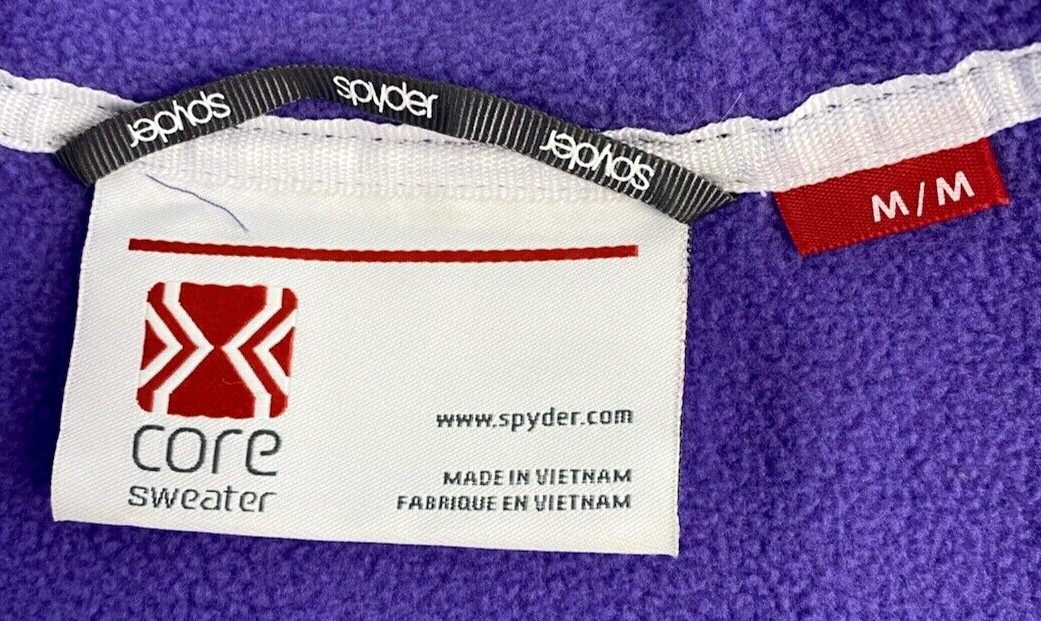 spyder
spyder
spyder
M/M
core
sweater
www.spyder.com
MADE IN VIETNAM
FABRIQUE EN VIETNAM